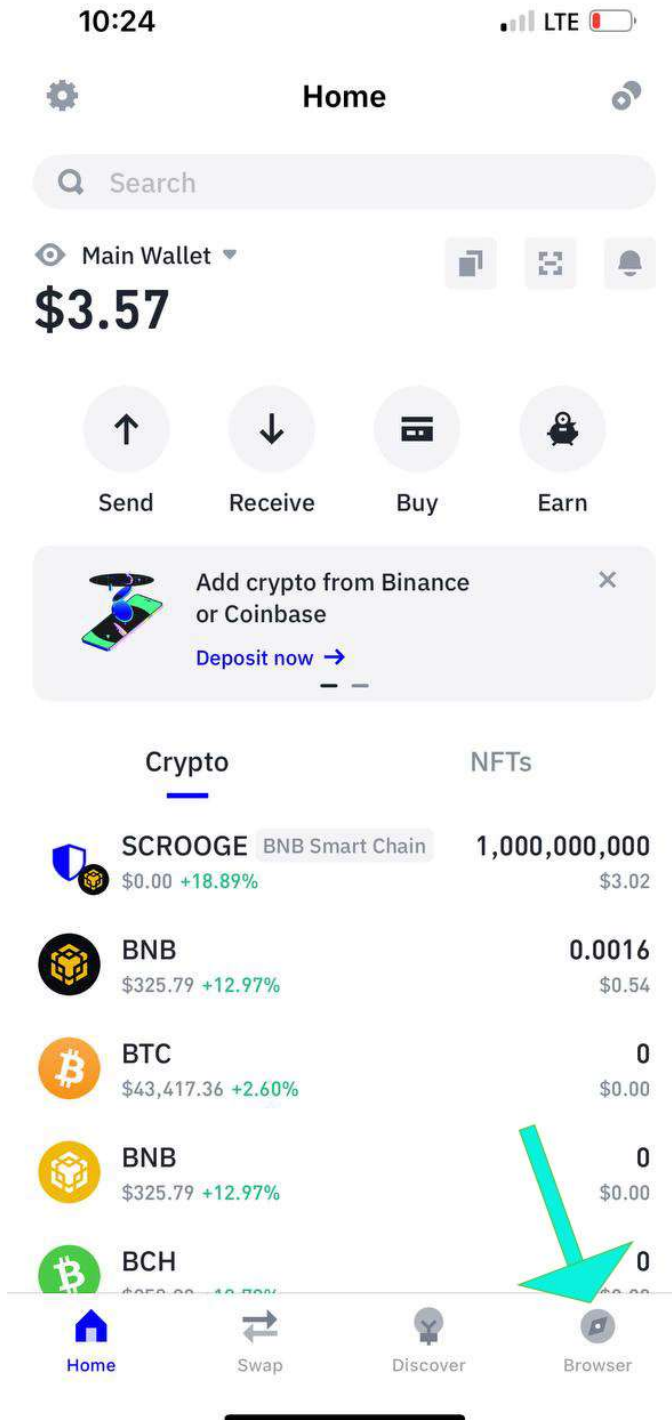 10:24 LTE
Home
Search
Main Wallet
$3.57
Send Receive Buy Earn
Add crypto from Binance
or Coinbase
Deposit now →
Crypto NFTs
SCROOGE BNB Smart Chain 1,000,000,000
$0.00 +18.89% $3.02
BNB 0.0016
$325.79 +12.97% $0.54
BTC 0
$43,417.36 +2.60% $0.00
BNB 0
$325.79 +12.97% $0.00
BCH 0
Home Swap Discover Browser